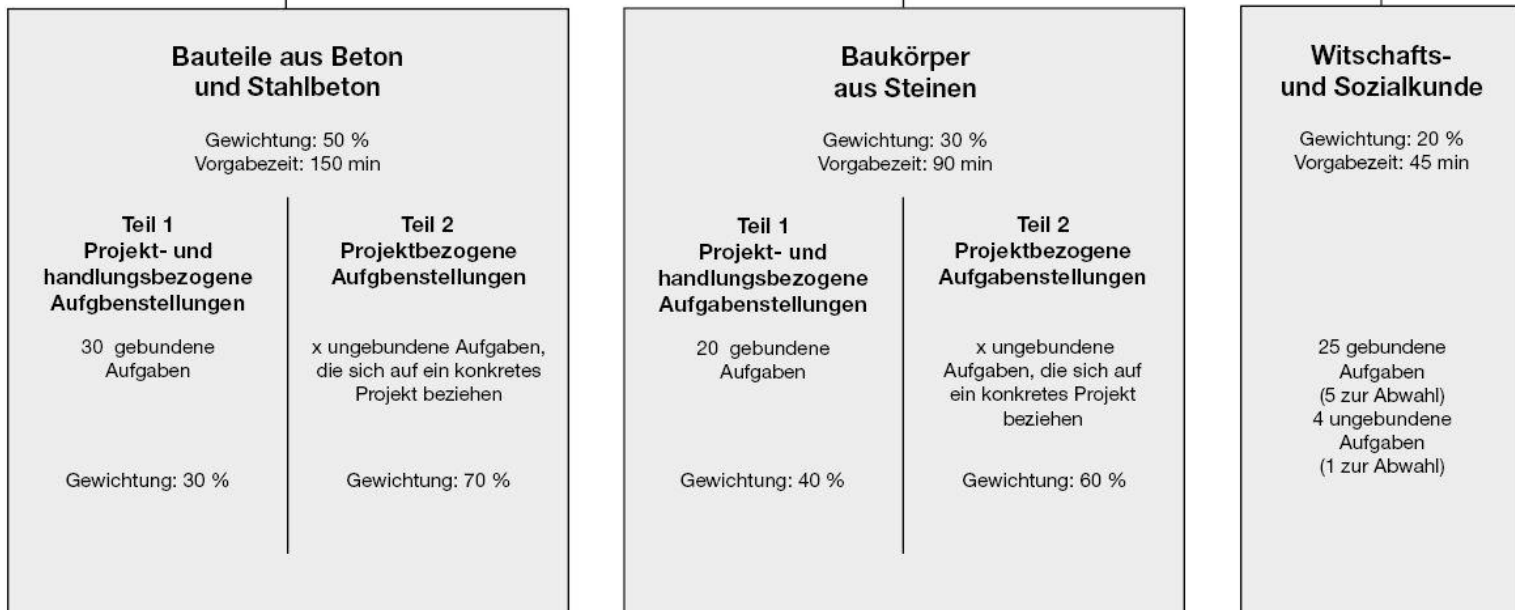 Bauteile aus Beton
und Stahlbeton
Gewichtung: 50 %
Vorgabezeit: 150 min
Teil 1
Projekt- und
handlungsbezogene
Aufgbenstellungen
30 gebundene
Aufgaben
Gewichtung: 30 %
Teil 2
Projektbezogene
Aufgbenstellungen
x ungebundene Aufgaben,
die sich auf ein konkretes
Projekt beziehen
Gewichtung: 70 %
Baukörper
aus Steinen
Gewichtung: 30 %
Vorgabezeit: 90 min
Teil 1
Projekt- und
handlungsbezogene
Aufgabenstellungen
20 gebundene
Aufgaben
Gewichtung: 40 %
Teil 2
Projektbezogene
Aufgabenstellungen
x ungebundene
Aufgaben, die sich auf
ein konkretes Projekt
beziehen
Gewichtung: 60 %
Witschafts-
und Sozialkunde
Gewichtung: 20 %
Vorgabezeit: 45 min
25 gebundene
Aufgaben
(5 zur Abwahl)
4 ungebundene
Aufgaben
(1 zur Abwahl)